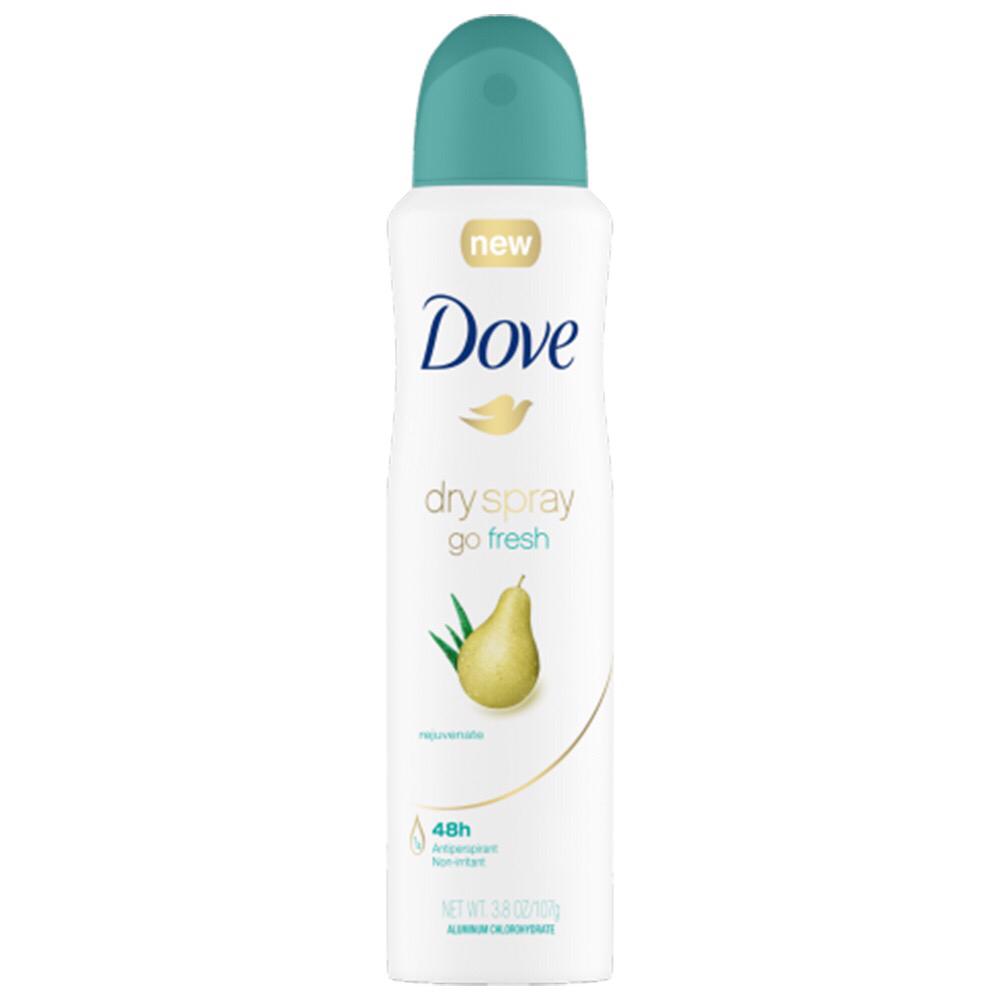 new
Dove
dry spray
go fresh
rejuvenate
48h
Antiperspirant
Non-irritant
NET WT. 3.8 OZ/107g
ALUMINUM CHLOROHYDRATE